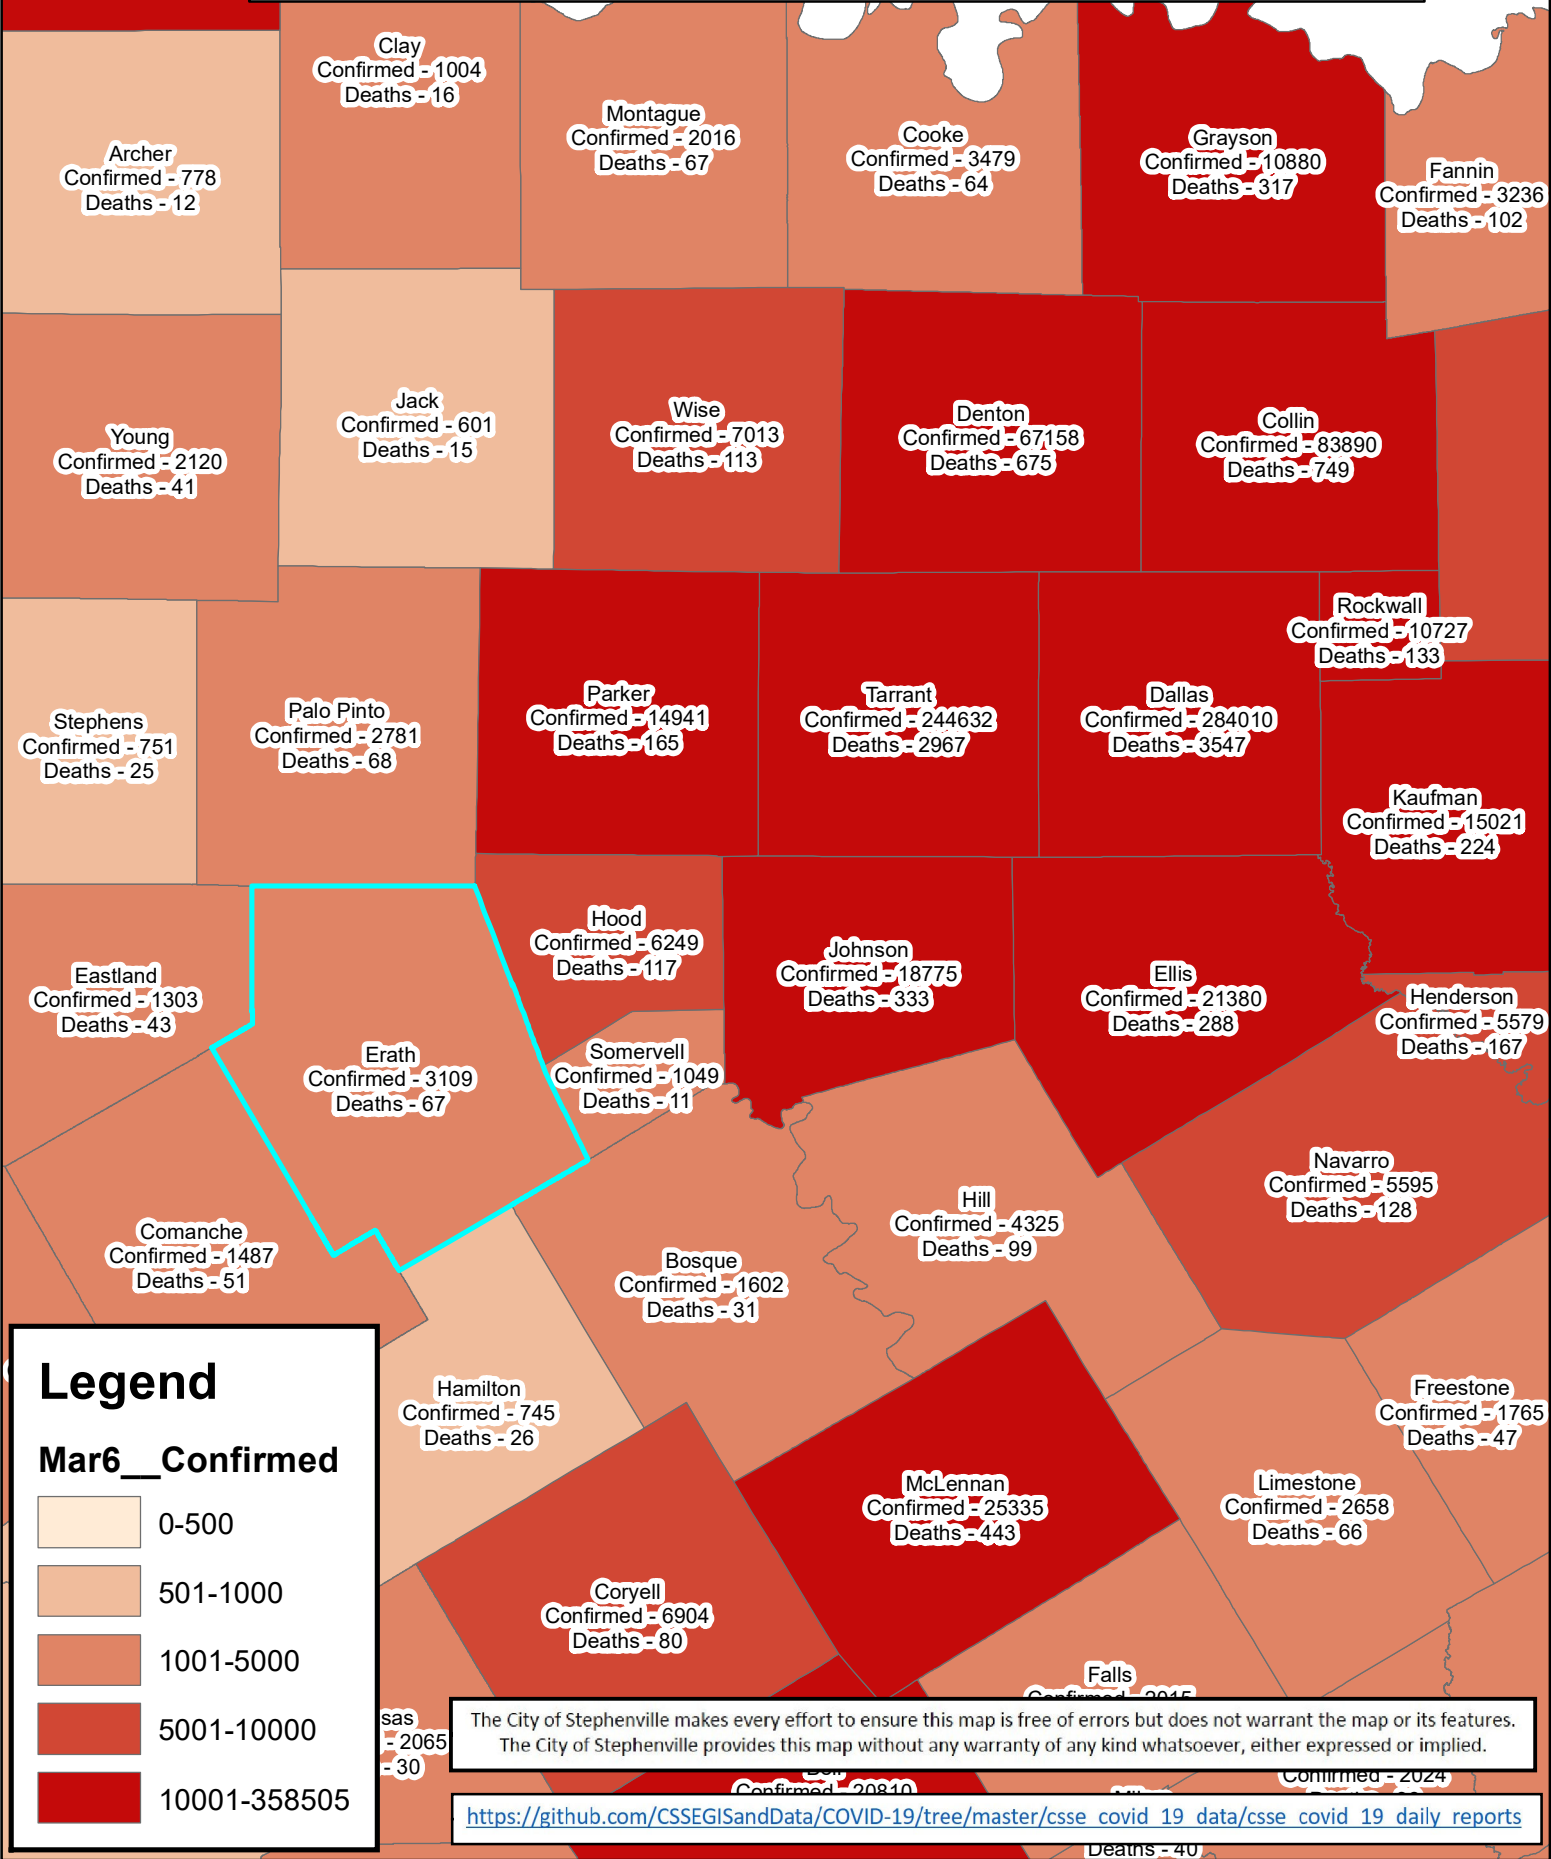 Clay
Confirmed - 1004
Deaths - 16
Montague
Confirmed - 2016
Deaths - 67
Cooke
Confirmed - 3479
Deaths - 64
Grayson
Confirmed - 10880
Deaths - 317
Archer
Confirmed - 778
Deaths - 12
Fannin
Confirmed - 3236
Deaths - 102
Young
Confirmed - 2120
Deaths - 41
Jack
Confirmed - 601
Deaths - 15
Wise
Confirmed - 7013
Deaths - 113
Denton
Confirmed - 67158
Deaths - 675
Collin
Confirmed - 83890
Deaths - 749
Rockwall
Confirmed - 10727
Deaths - 133
Stephens
Confirmed - 751
Deaths - 25
Palo Pinto
Confirmed - 2781
Deaths - 68
Parker
Confirmed - 14941
Deaths - 165
Tarrant
Confirmed - 244632
Deaths - 2967
Dallas
Confirmed - 284010
Deaths - 3547
Kaufman
Confirmed - 15021
Deaths - 224
Eastland
Confirmed - 1303
Deaths - 43
Hood
Confirmed - 6249
Deaths - 117
Johnson
Confirmed - 18775
Deaths - 333
Ellis
Confirmed - 21380
Deaths - 288
Henderson
Confirmed - 5579
Deaths - 167
Erath
Confirmed - 3109
Deaths - 67
Somervell
Confirmed - 1049
Deaths - 11
Navarro
Confirmed - 5595
Deaths - 128
Comanche
Confirmed - 1487
Deaths - 51
Bosque
Confirmed - 1602
Deaths - 31
Hill
Confirmed - 4325
Deaths - 99
Hamilton
Confirmed - 745
Deaths - 26
Freestone
Confirmed - 1765
Deaths - 47
McLennan
Confirmed - 25335
Deaths - 443
Limestone
Confirmed - 2658
Deaths - 66
Coryell
Confirmed - 6904
Deaths - 80
Falls
Confirmed - 2015
sas
- 2065
- 30
Bell
Confirmed - 20810
Confirmed - 2024
Deaths - 40
Legend
Mar6__Confirmed
0-500
501-1000
1001-5000
5001-10000
10001-358505
The City of Stephenville makes every effort to ensure this map is free of errors but does not warrant the map or its features.
The City of Stephenville provides this map without any warranty of any kind whatsoever, either expressed or implied.
https://github.com/CSSEGISandData/COVID-19/tree/master/csse_covid_19_data/csse_covid_19_daily_reports